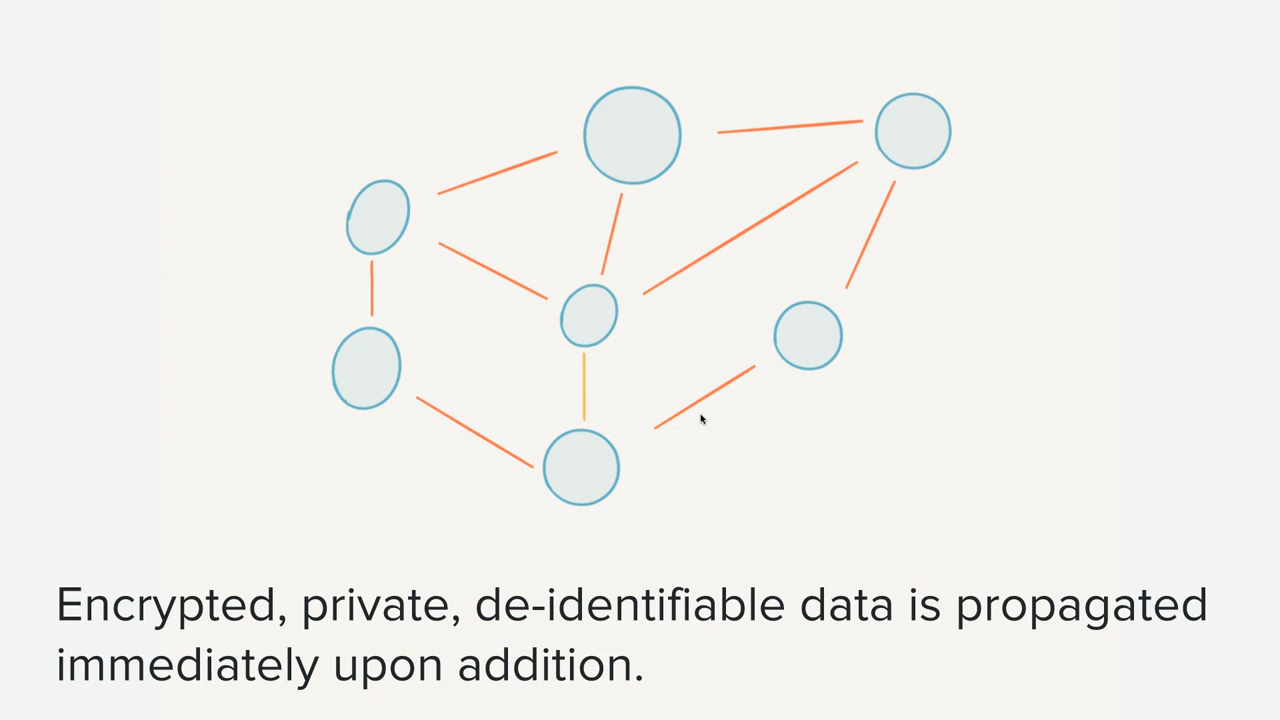 Encrypted, private, de-identifiable data is propagated
immediately upon addition.